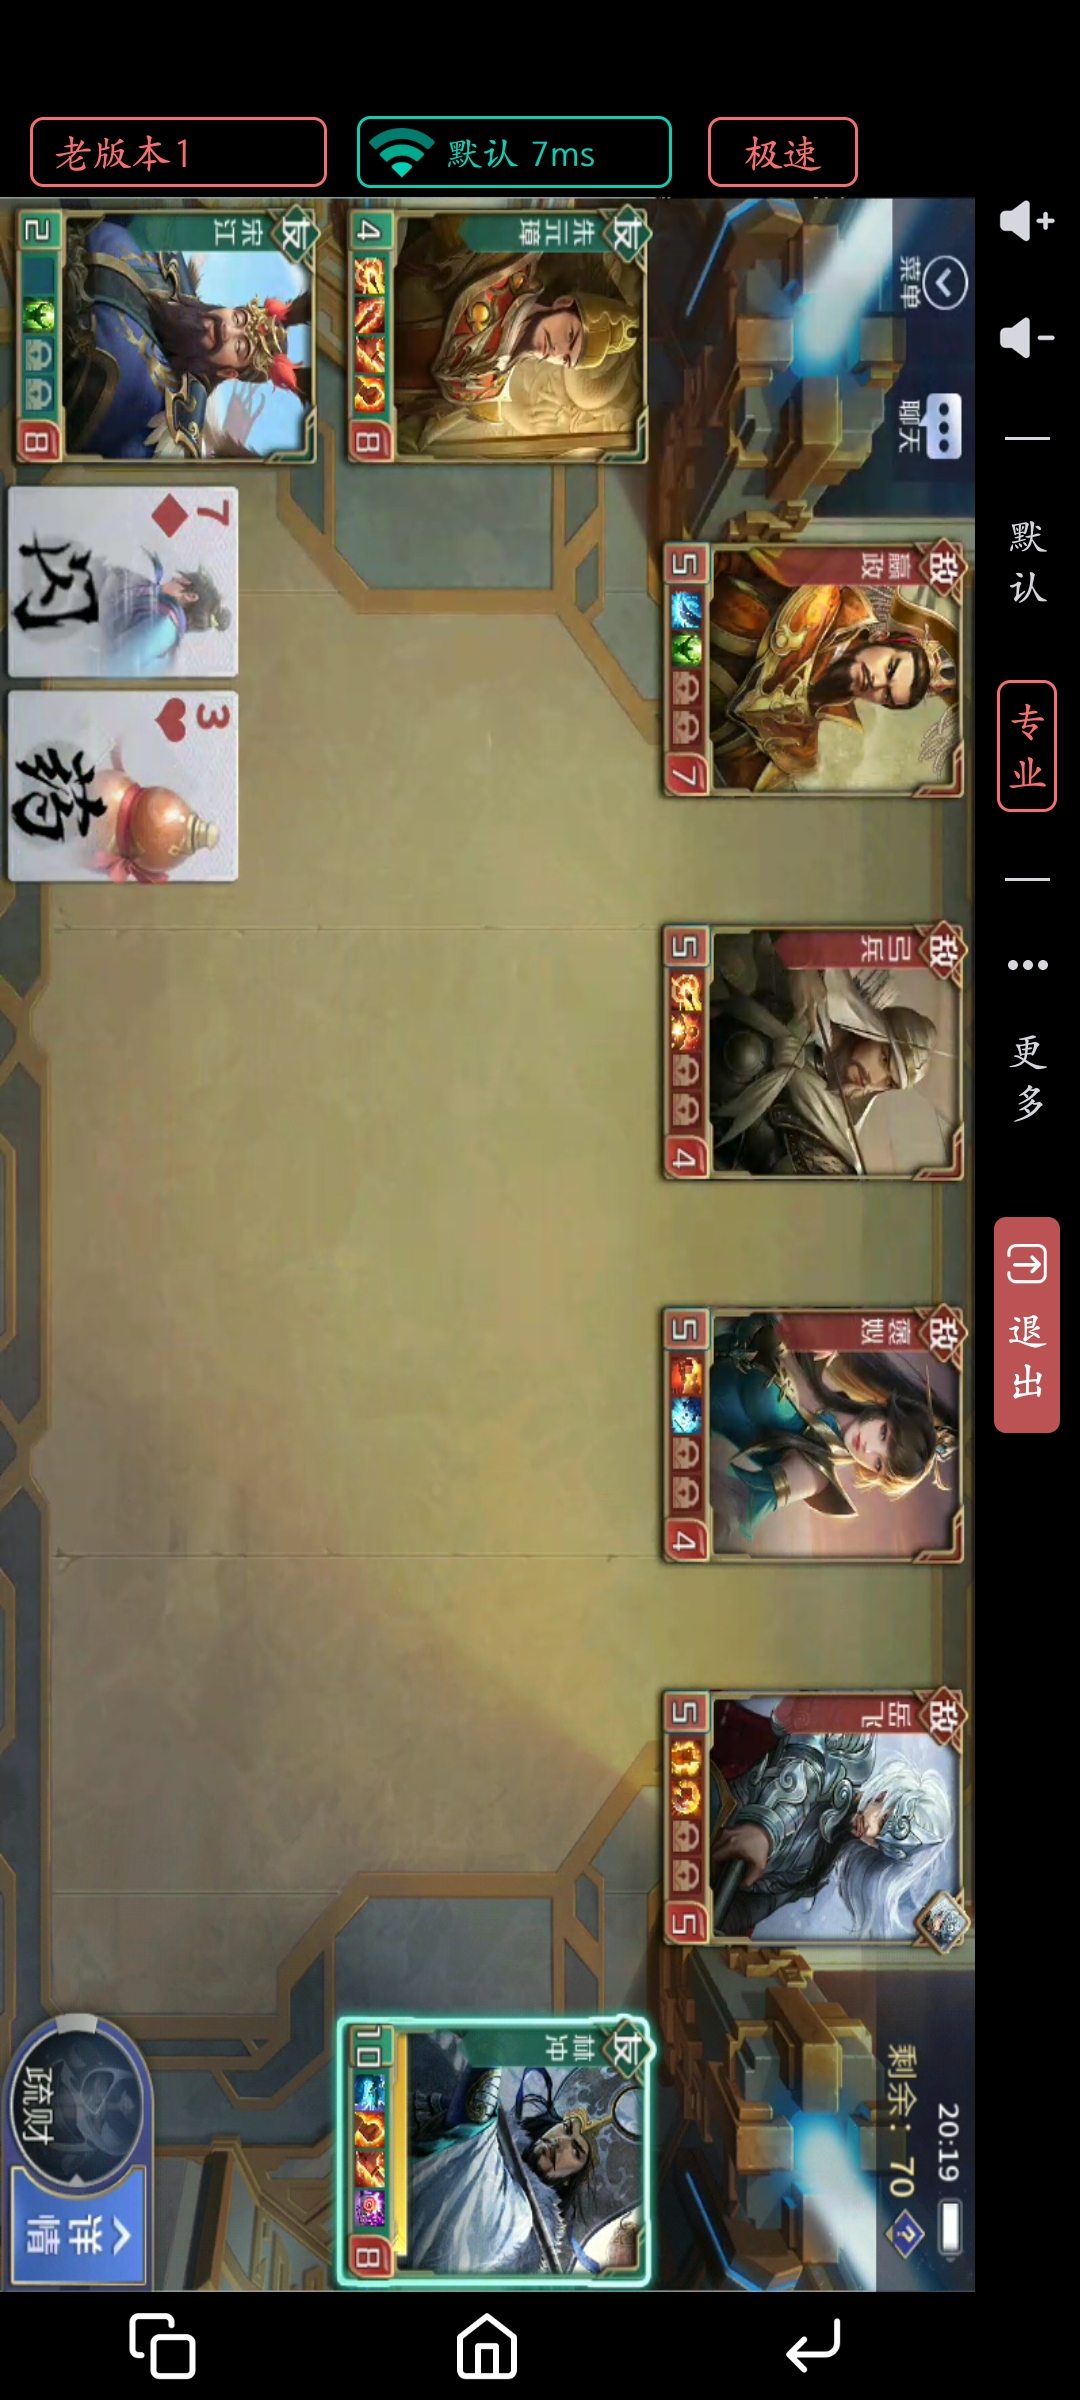 老版本1
默认 7ms
极速
默认
专业
更多
退出
菜单
聊天
敌
嬴政
5
7
敌
弓兵
5
4
敌
褒姒
5
4
敌
岳飞
5
5
20:19
剩余: 70
友
朱元璋
4
8
友
林冲
10
8
友
宋江
2
8
7
闪
3
药
疏财
详情